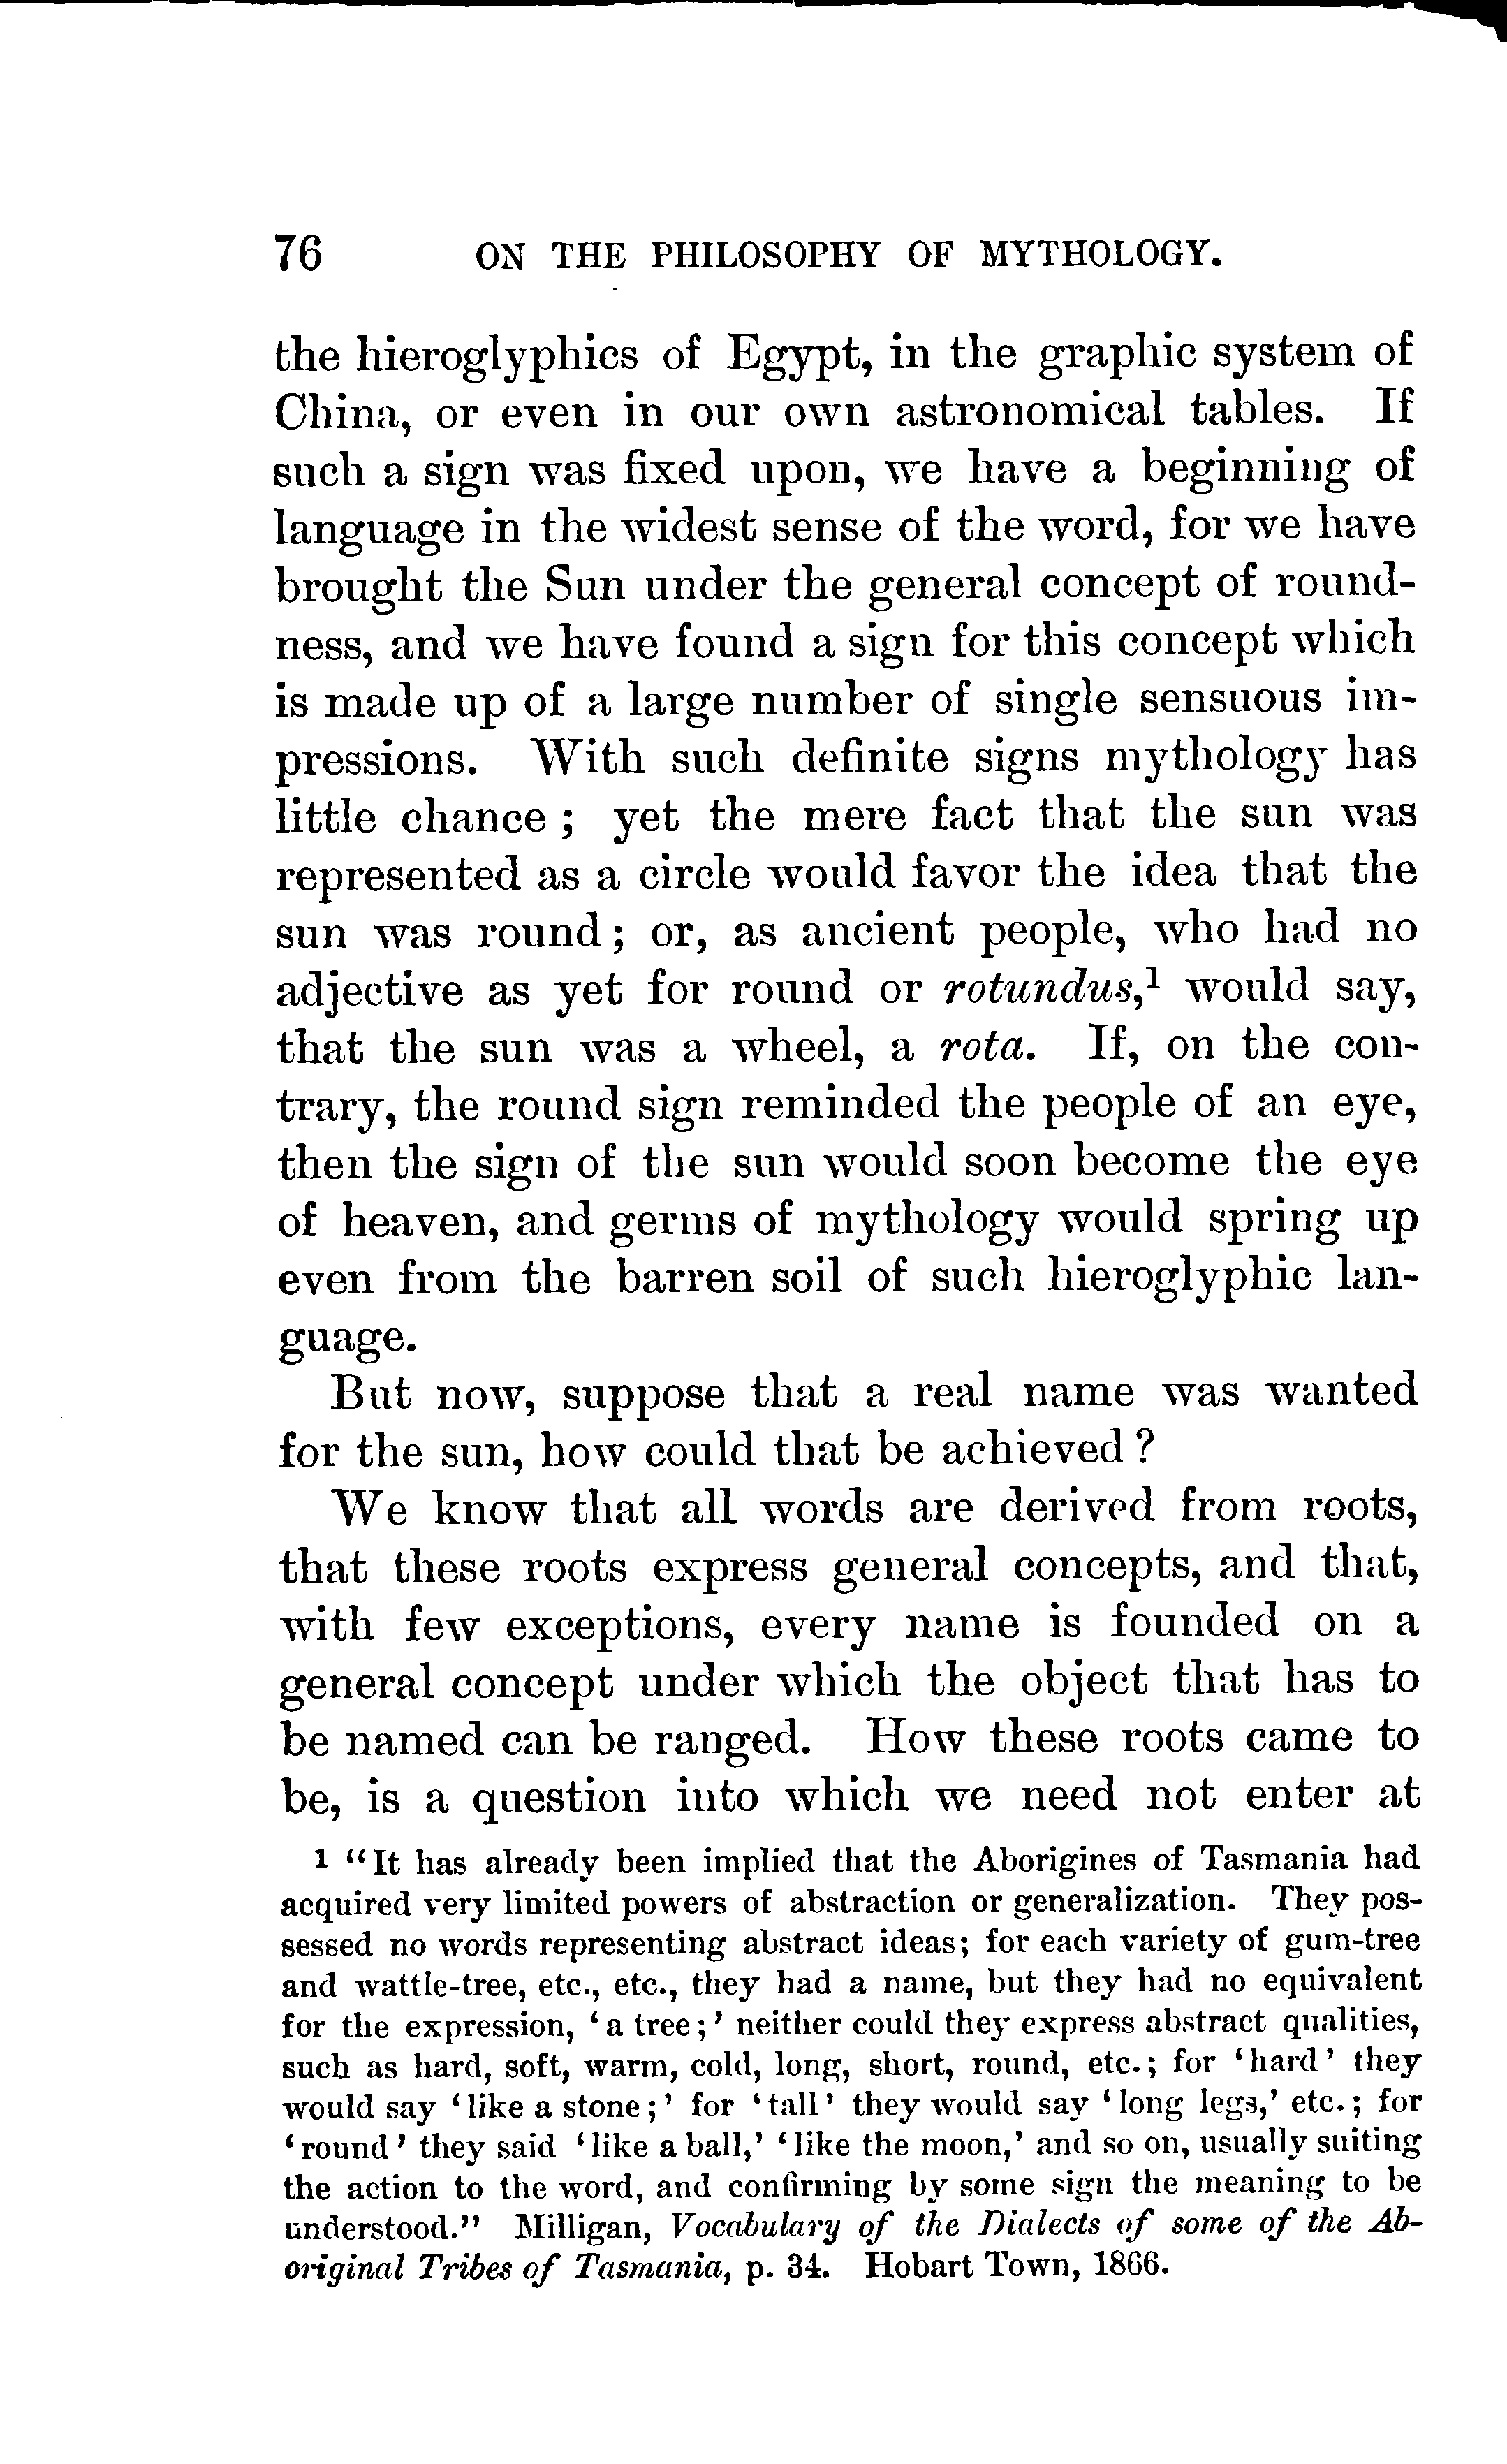 76 ON THE PHILOSOPHY OF MYTHOLOGY.
the hieroglyphics of Egypt, in the graphic system of
China, or even in our own astronomical tables. If
such a sign was fixed upon, we have a beginning of
language in the widest sense of the word, for we have
brought the Sun under the general concept of round-
ness, and we have found a sign for this concept which
is made up of a large number of single sensuous im-
pressions. With such definite signs mythology has
little chance ; yet the mere fact that the sun was
represented as a circle would favor the idea that the
sun was round; or, as ancient people, who had no
adjective as yet for round or rotundus,¹ would say,
that the sun was a wheel, a rota. If, on the con-
trary, the round sign reminded the people of an eye,
then the sign of the sun would soon become the eye
of heaven, and germs of mythology would spring up
even from the barren soil of such hieroglyphic lan-
guage.
But now, suppose that a real name was wanted
for the sun, how could that be achieved ?
We know that all words are derived from roots,
that these roots express general concepts, and that,
with few exceptions, every name is founded on a
general concept under which the object that has to
be named can be ranged. How these roots came to
be, is a question into which we need not enter at
1 "It has already been implied that the Aborigines of Tasmania had
acquired very limited powers of abstraction or generalization. They pos-
sessed no words representing abstract ideas; for each variety of gum-tree
and wattle-tree, etc., etc., they had a name, but they had no equivalent
for the expression, 'a tree;' neither could they express abstract qualities,
such as hard, soft, warm, cold, long, short, round, etc.; for 'hard' they
would say 'like a stone;' for 'tall' they would say 'long legs,' etc.; for
'round' they said 'like a ball,' 'like the moon,' and so on, usually suiting
the action to the word, and confirming by some sign the meaning to be
understood." Milligan, Vocabulary of the Dialects of some of the Ab-
original Tribes of Tasmania, p. 34. Hobart Town, 1866.